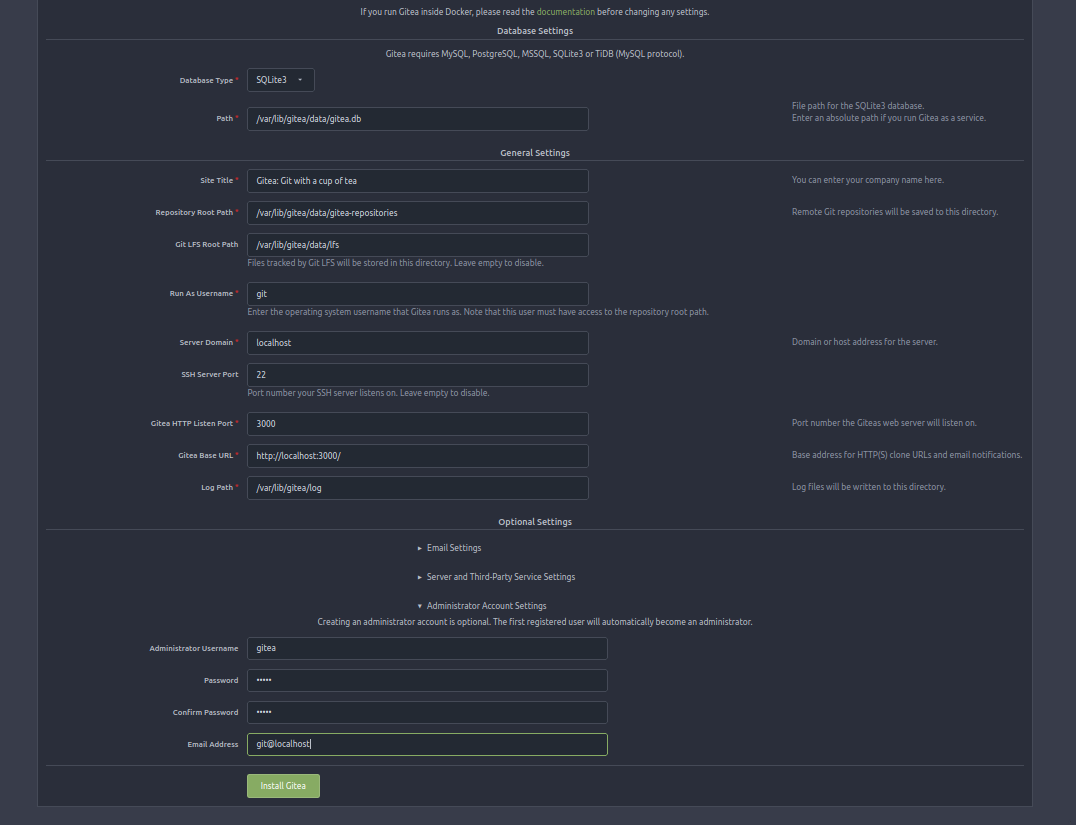 If you run Gitea inside Docker, please read the documentation before changing any settings.
Database Settings
Gitea requires MySQL, PostgreSQL, MSSQL, SQLite3 or TiDB (MySQL protocol).
Database Type * SQLite3
Path * /var/lib/gitea/data/gitea.db
File path for the SQLite3 database.
Enter an absolute path if you run Gitea as a service.
General Settings
Site Title * Gitea: Git with a cup of tea You can enter your company name here.
Repository Root Path * /var/lib/gitea/data/gitea-repositories Remote Git repositories will be saved to this directory.
Git LFS Root Path /var/lib/gitea/data/lfs
Files tracked by Git LFS will be stored in this directory. Leave empty to disable.
Run As Username * git
Enter the operating system username that Gitea runs as. Note that this user must have access to the repository root path.
Server Domain * localhost Domain or host address for the server.
SSH Server Port 22
Port number your SSH server listens on. Leave empty to disable.
Gitea HTTP Listen Port * 3000 Port number the Giteas web server will listen on.
Gitea Base URL * http://localhost:3000/ Base address for HTTP(S) clone URLs and email notifications.
Log Path * /var/lib/gitea/log Log files will be written to this directory.
Optional Settings
▸ Email Settings
▸ Server and Third-Party Service Settings
▾ Administrator Account Settings
Creating an administrator account is optional. The first registered user will automatically become an administrator.
Administrator Username gitea
Password •••••
Confirm Password •••••
Email Address git@localhost
Install Gitea